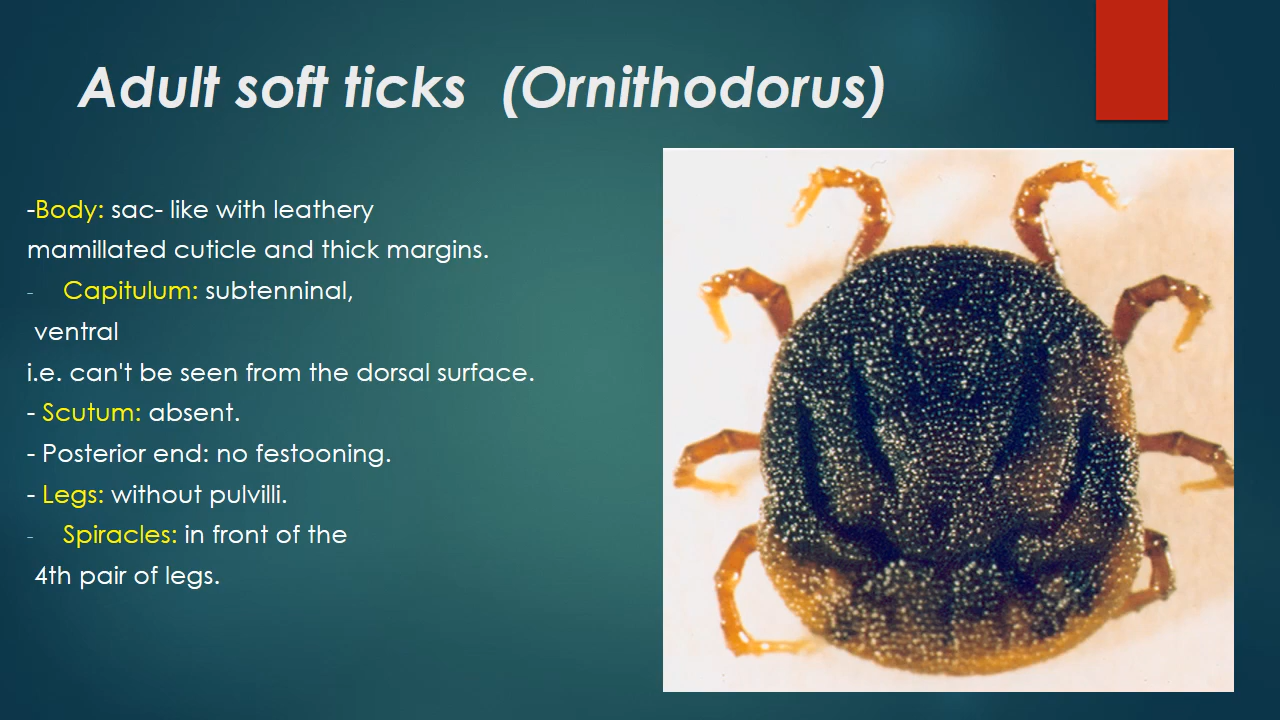 Adult soft ticks (Ornithodorus)
-Body: sac- like with leathery
mamillated cuticle and thick margins.
- Capitulum: subtenninal,
ventral
i.e. can't be seen from the dorsal surface.
- Scutum: absent.
- Posterior end: no festooning.
- Legs: without pulvilli.
- Spiracles: in front of the
4th pair of legs.